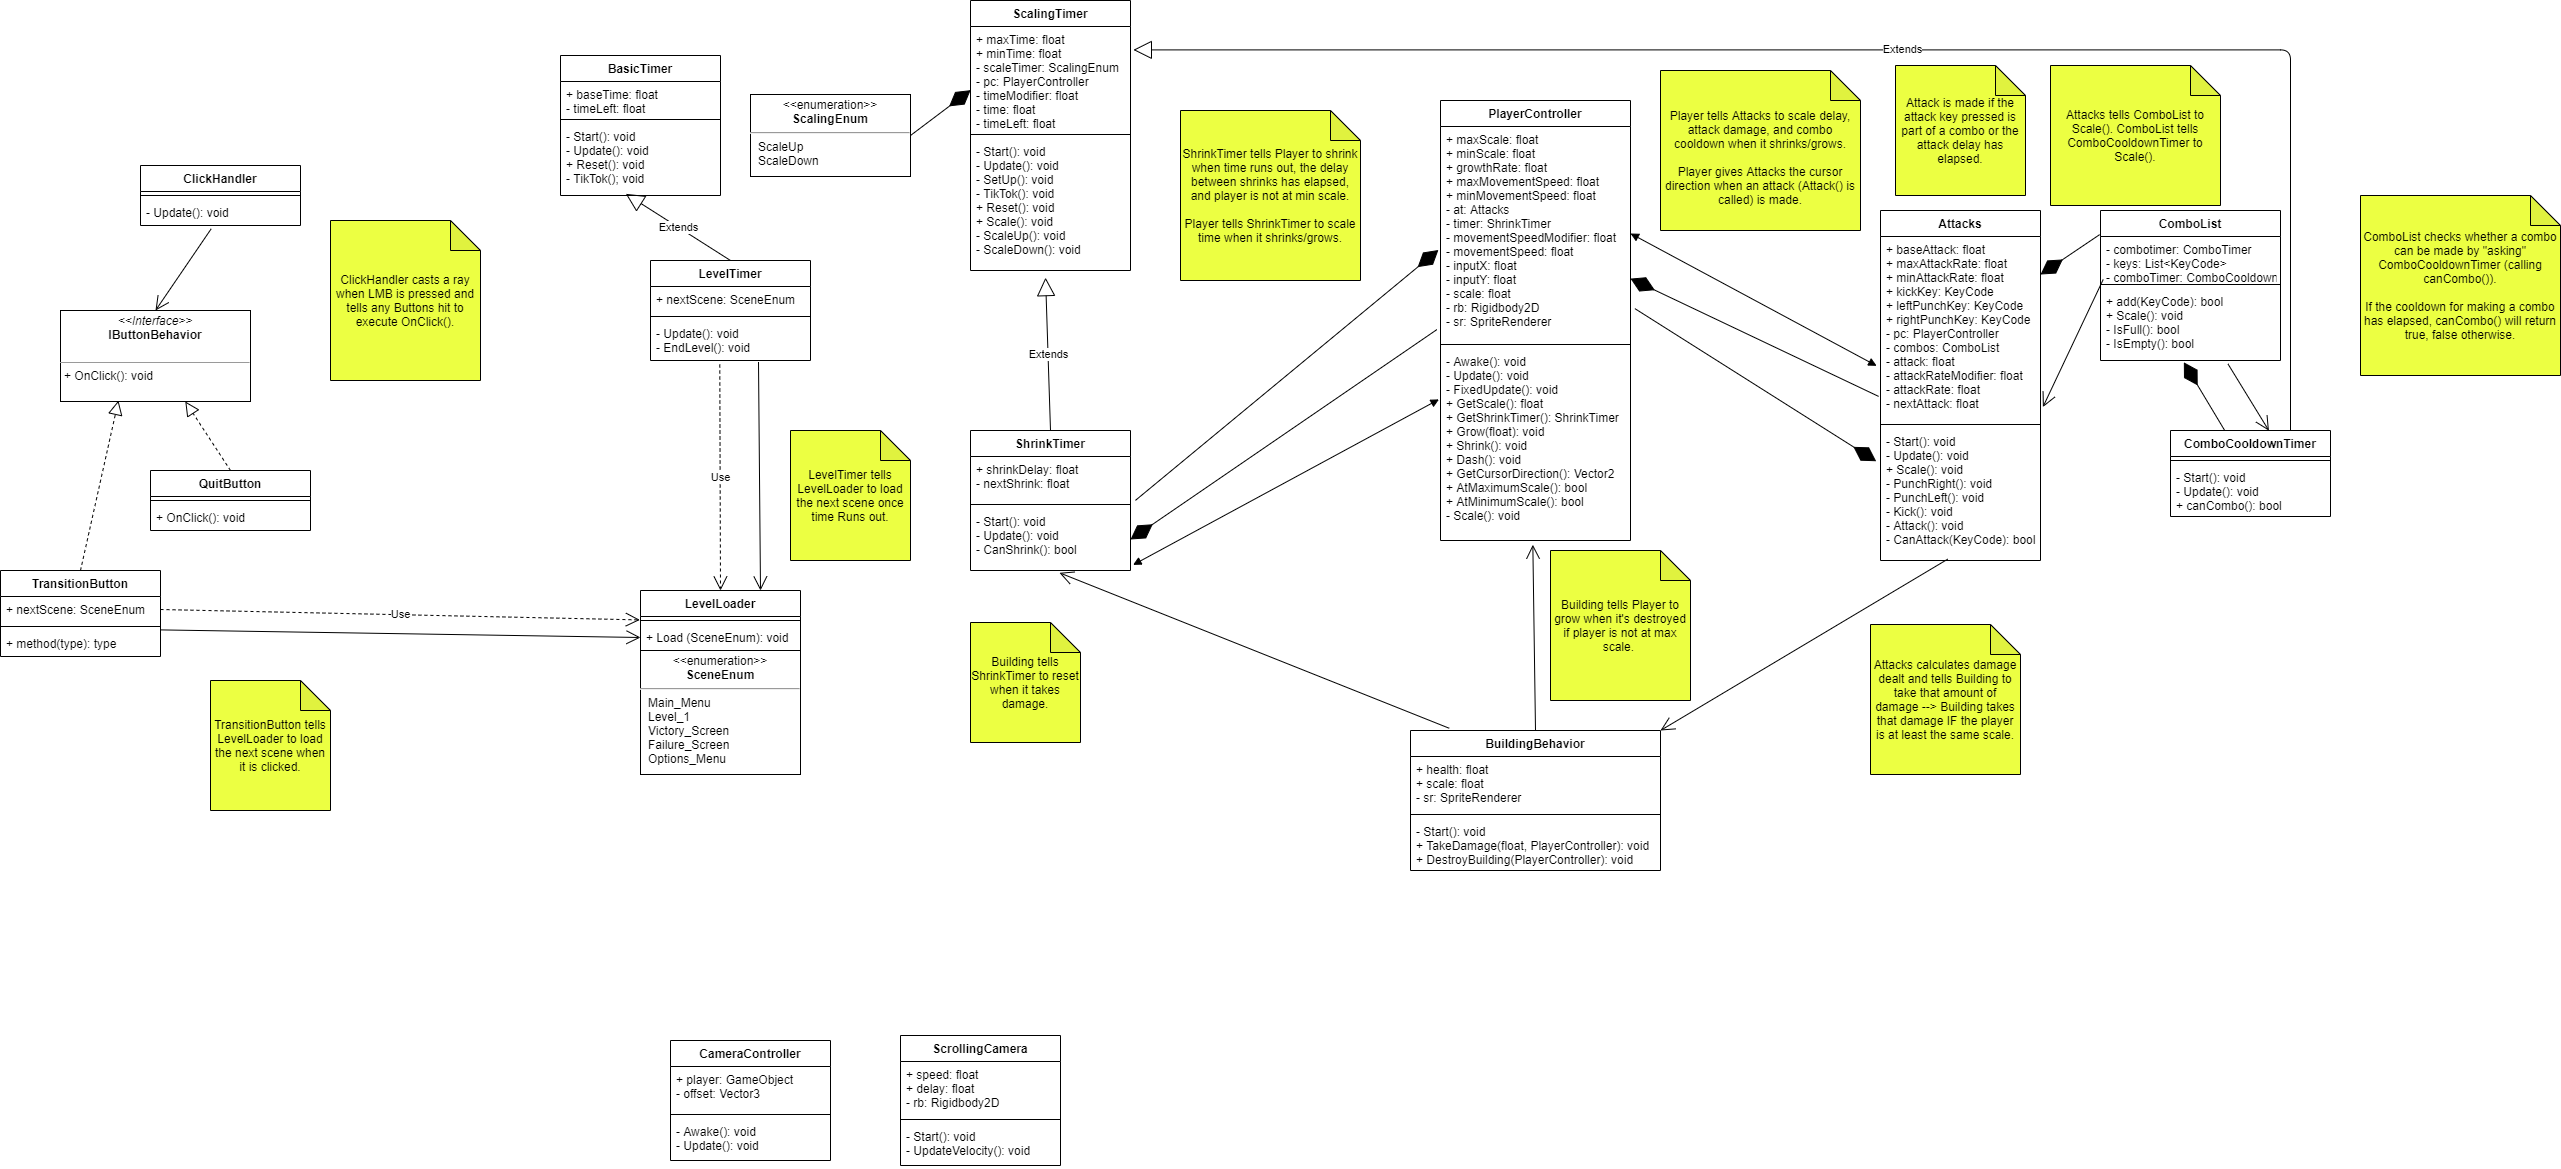 ScalingTimer
+ maxTime: float
+ minTime: float
- scaleTimer: ScalingEnum
- pc: PlayerController
- timeModifier: float
- time: float
- timeLeft: float
- Start(): void
- Update(): void
- SetUp(): void
- TikTok(): void
+ Reset(): void
+ Scale(): void
- ScaleUp(): void
- ScaleDown(): void
Extends
BasicTimer
+ baseTime: float
- timeLeft: float
- Start(): void
- Update(): void
+ Reset(): void
- TikTok(); void
<<enumeration>>
ScalingEnum
ScaleUp
ScaleDown
Extends
ClickHandler
- Update(): void
ClickHandler casts a ray
when LMB is pressed and
tells any Buttons hit to
execute OnClick().
<<Interface>>
IButtonBehavior
+ OnClick(): void
QuitButton
+ OnClick(): void
TransitionButton
+ nextScene: SceneEnum
+ method(type): type
Use
TransitionButton tells
LevelLoader to load
the next scene when
it is clicked.
LevelTimer
+ nextScene: SceneEnum
- Update(): void
- EndLevel(): void
Use
LevelTimer tells
LevelLoader to load
the next scene once
time Runs out.
LevelLoader
+ Load (SceneEnum): void
<<enumeration>>
SceneEnum
Main_Menu
Level_1
Victory_Screen
Failure_Screen
Options_Menu
Extends
ShrinkTimer
+ shrinkDelay: float
- nextShrink: float
- Start(): void
- Update(): void
- CanShrink(): bool
ShrinkTimer tells Player to shrink
when time runs out, the delay
between shrinks has elapsed,
and player is not at min scale.
Player tells ShrinkTimer to scale
time when it shrinks/grows.
Building tells
ShrinkTimer to reset
when it takes
damage.
PlayerController
+ maxScale: float
+ minScale: float
+ growthRate: float
+ maxMovementSpeed: float
+ minMovementSpeed: float
- at: Attacks
- timer: ShrinkTimer
- movementSpeedModifier: float
- movementSpeed: float
- inputX: float
- inputY: float
- scale: float
- rb: Rigidbody2D
- sr: SpriteRenderer
- Awake(): void
- Update(): void
- FixedUpdate(): void
+ GetScale(): float
+ GetShrinkTimer(): ShrinkTimer
+ Grow(float): void
+ Shrink(): void
+ Dash(): void
+ GetCursorDirection(): Vector2
+ AtMaximumScale(): bool
+ AtMinimumScale(): bool
- Scale(): void
Player tells Attacks to scale delay,
attack damage, and combo
cooldown when it shrinks/grows.
Player gives Attacks the cursor
direction when an attack (Attack() is
called) is made.
Attack is made if the
attack key pressed is
part of a combo or the
attack delay has
elapsed.
Attacks tells ComboList to
Scale(). ComboList tells
ComboCooldownTimer to
Scale().
Attacks
+ baseAttack: float
+ maxAttackRate: float
+ minAttackRate: float
+ kickKey: KeyCode
+ leftPunchKey: KeyCode
+ rightPunchKey: KeyCode
- pc: PlayerController
- combos: ComboList
- attack: float
- attackRateModifier: float
- attackRate: float
- nextAttack: float
- Start(): void
- Update(): void
+ Scale(): void
- PunchRight(): void
- PunchLeft(): void
- Kick(): void
- Attack(): void
- CanAttack(KeyCode): bool
ComboList
- combotimer: ComboTimer
- keys: List<KeyCode>
- comboTimer: ComboCooldown
+ add(KeyCode): bool
+ Scale(): void
- IsFull(): bool
- IsEmpty(): bool
ComboCooldownTimer
- Start(): void
- Update(): void
+ canCombo(): bool
ComboList checks whether a combo
can be made by "asking"
ComboCooldownTimer (calling
canCombo()).
If the cooldown for making a combo
has elapsed, canCombo() will return
true, false otherwise.
Building tells Player to
grow when it's destroyed
if player is not at max
scale.
Attacks calculates damage
dealt and tells Building to
take that amount of
damage --> Building takes
that damage IF the player
is at least the same scale.
BuildingBehavior
+ health: float
+ scale: float
- sr: SpriteRenderer
- Start(): void
+ TakeDamage(float, PlayerController): void
+ DestroyBuilding(PlayerController): void
CameraController
+ player: GameObject
- offset: Vector3
- Awake(): void
- Update(): void
ScrollingCamera
+ speed: float
+ delay: float
- rb: Rigidbody2D
- Start(): void
- UpdateVelocity(): void